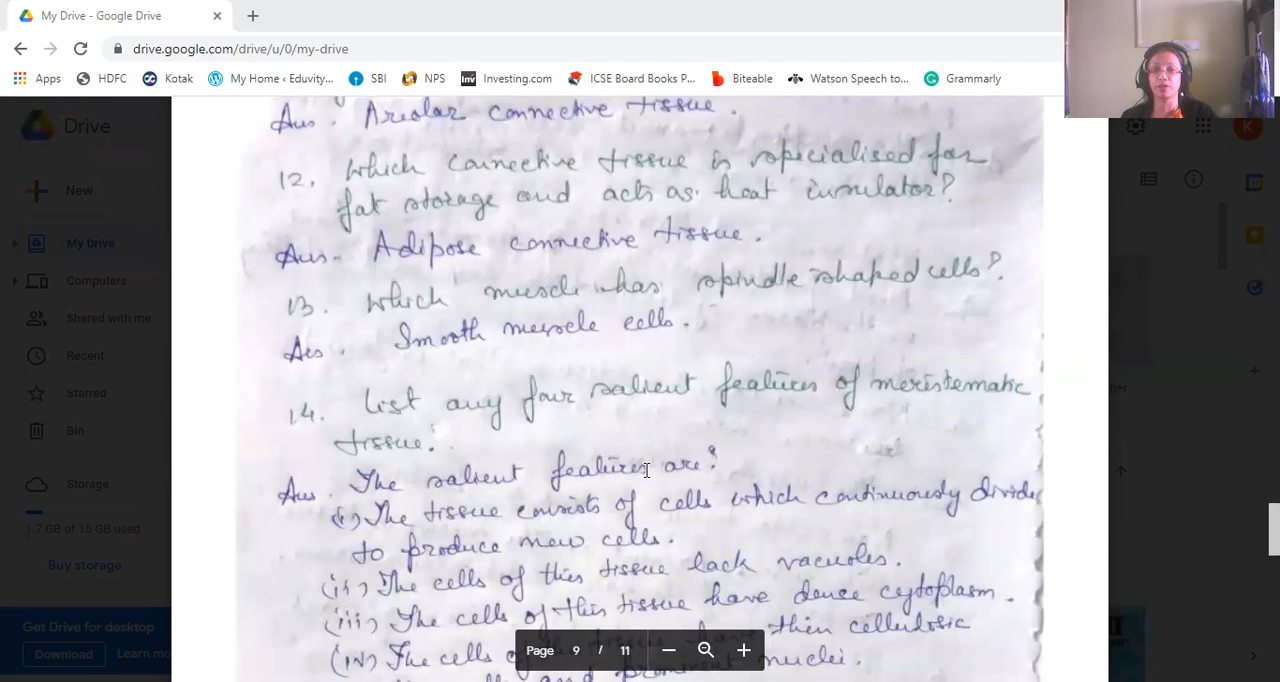 My Drive - Google Drive
drive.google.com/drive/u/0/my-drive
Apps HDFC Kotak My Home ‹ Eduvity... SBI NPS Investing.com ICSE Board Books P... Biteable Watson Speech to... Grammarly
Drive
New
My Drive
Computers
Shared with me
Recent
Starred
Bin
Storage
1.7 GB of 15 GB used
Buy storage
Get Drive for desktop
Download Learn
K
Ans. Areolar connective tissue.
12. Which connective tissue is specialised for
fat storage and acts as heat insulator?
Ans- Adipose connective tissue.
13. Which muscle has spindle shaped cells?
Ans. Smooth muscle cells.
14. List any four salient features of meristematic
tissue.
Ans. The salient features are?
(i) The tissue consists of cells which continuously divide
to produce new cells.
(ii) The cells of this tissue lack vacuoles.
(iii) The cells of this tissue have dense cytoplasm.
(iv) The cells thin cellulosic
and prominent nuclei.
Page 9 / 11